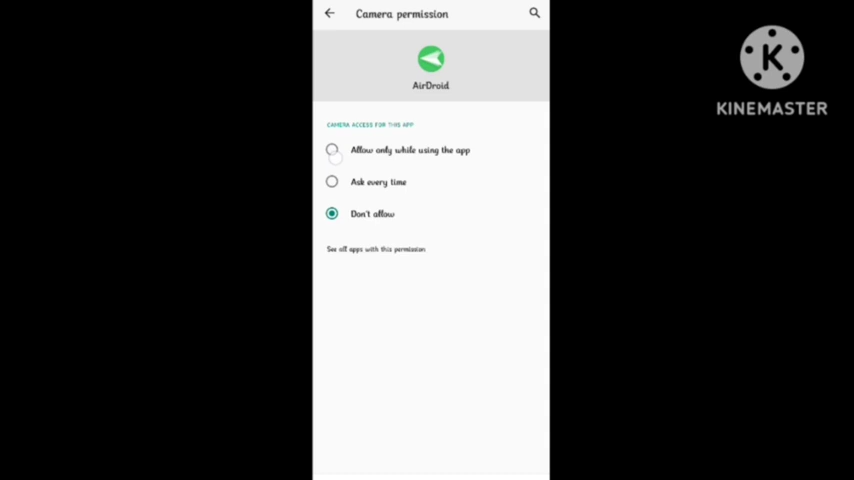 Camera permission
AirDroid
CAMERA ACCESS FOR THIS APP
Allow only while using the app
Ask every time
Don't allow
See all apps with this permission
K
KINEMASTER